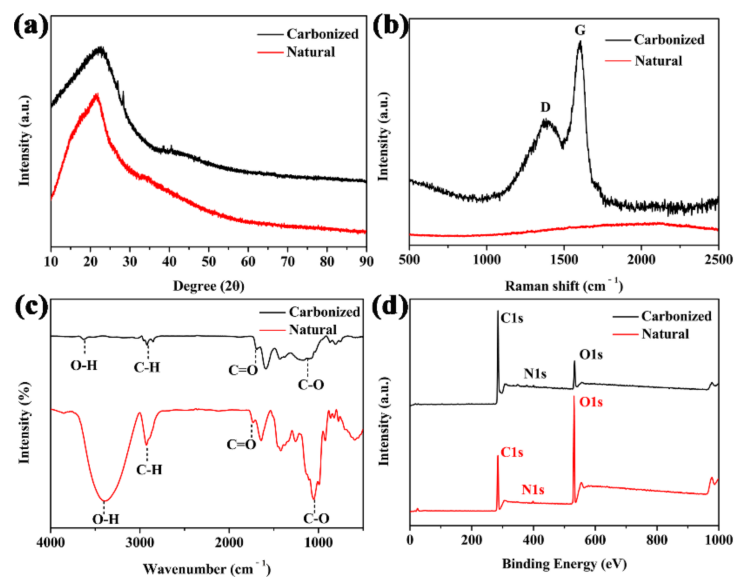 (a)
Carbonized
Natural
Intensity (a.u.)
10 20 30 40 50 60 70 80 90
Degree (2θ)
(b)
Carbonized
Natural
G
D
Intensity (a.u.)
500 1000 1500 2000 2500
Raman shift (cm⁻¹)
(c)
Carbonized
Natural
O-H
C-H
C=O
C-O
C=O
C-H
O-H
C-O
Intensity (%)
4000 3000 2000 1000
Wavenumber (cm⁻¹)
(d)
Carbonized
Natural
C1s
N1s
O1s
O1s
C1s
N1s
Intensity (a.u.)
0 200 400 600 800 1000
Binding Energy (eV)